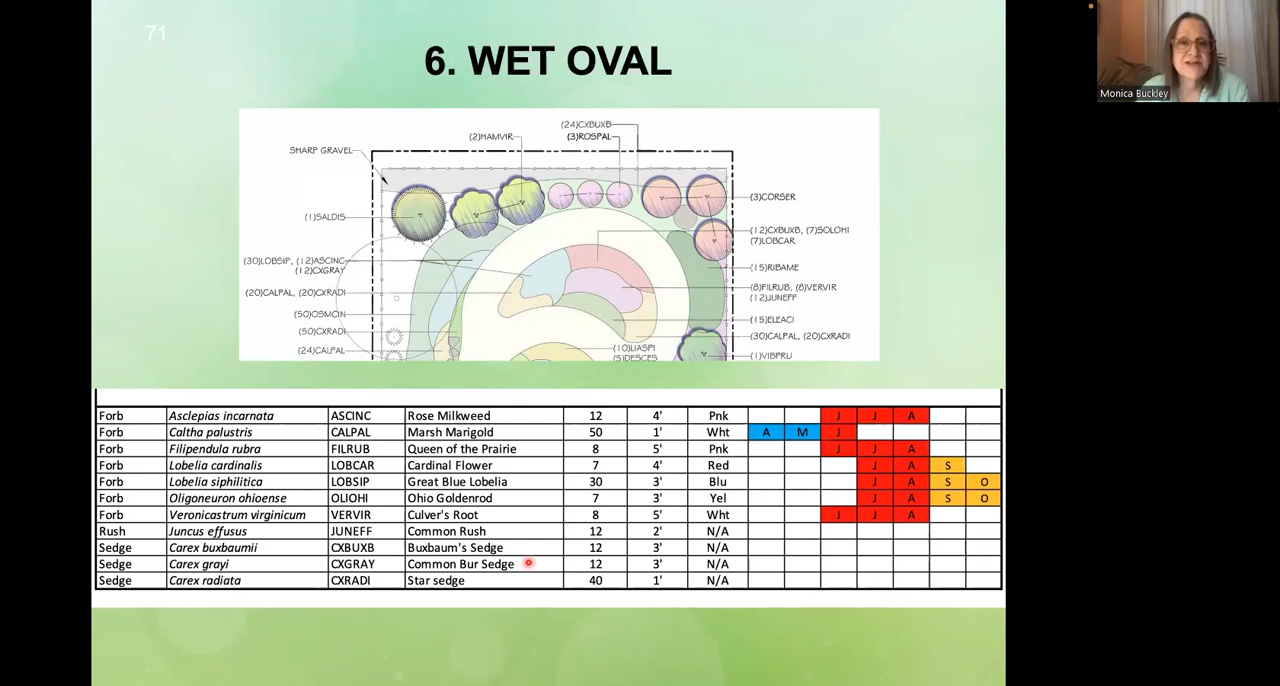 71
6. WET OVAL
(24)CXBUXB
(2)HAMVIR
(3)ROSPAL
SHARP GRAVEL
(1)SALDIS
(3)CORSER
(12)CXBUXB, (7)SOLOHI
(7)LOBCAR
(30)LOBSIP, (12)ASCINC
(12)CXGRAY
(15)RIBAME
(20)CALPAL, (20)CXRADI
(8)FILRUB, (8)VERVIR
(12)JUNEFF
(50)OSMCIN
(15)ELEACI
(50)CXRADI
(30)CALPAL, (20)CXRADI
(24)CALPAL
(10)LIASPI
(5)DESCES
(1)VIBPRU
Forb Asclepias incarnata ASCINC Rose Milkweed 12 4' Pnk J J A
Forb Caltha palustris CALPAL Marsh Marigold 50 1' Wht A M J
Forb Filipendula rubra FILRUB Queen of the Prairie 8 5' Pnk J J A
Forb Lobelia cardinalis LOBCAR Cardinal Flower 7 4' Red J A S
Forb Lobelia siphilitica LOBSIP Great Blue Lobelia 30 3' Blu J A S O
Forb Oligoneuron ohioense OLIOHI Ohio Goldenrod 7 3' Yel J A S O
Forb Veronicastrum virginicum VERVIR Culver's Root 8 5' Wht J J A
Rush Juncus effusus JUNEFF Common Rush 12 2' N/A
Sedge Carex buxbaumii CXBUXB Buxbaum's Sedge 12 3' N/A
Sedge Carex grayi CXGRAY Common Bur Sedge 12 3' N/A
Sedge Carex radiata CXRADI Star sedge 40 1' N/A
Monica Buckley